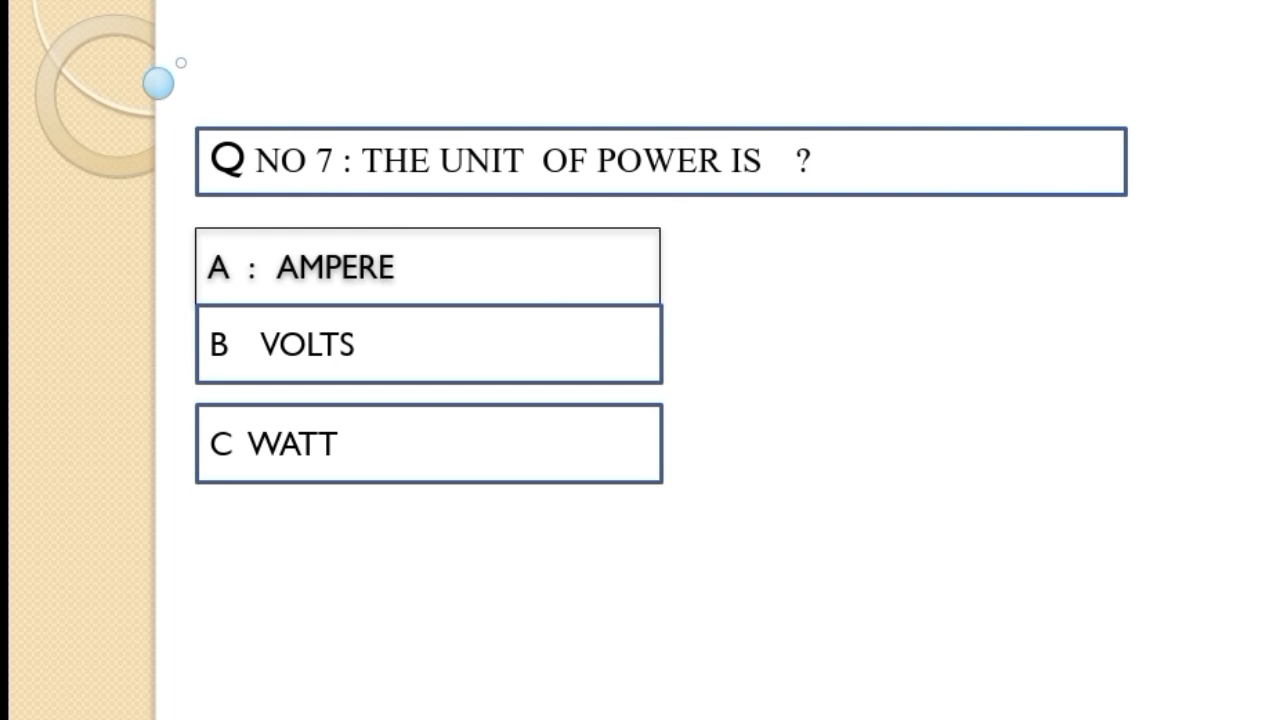 Q NO 7 : THE UNIT OF POWER IS ?
A : AMPERE
B VOLTS
C WATT